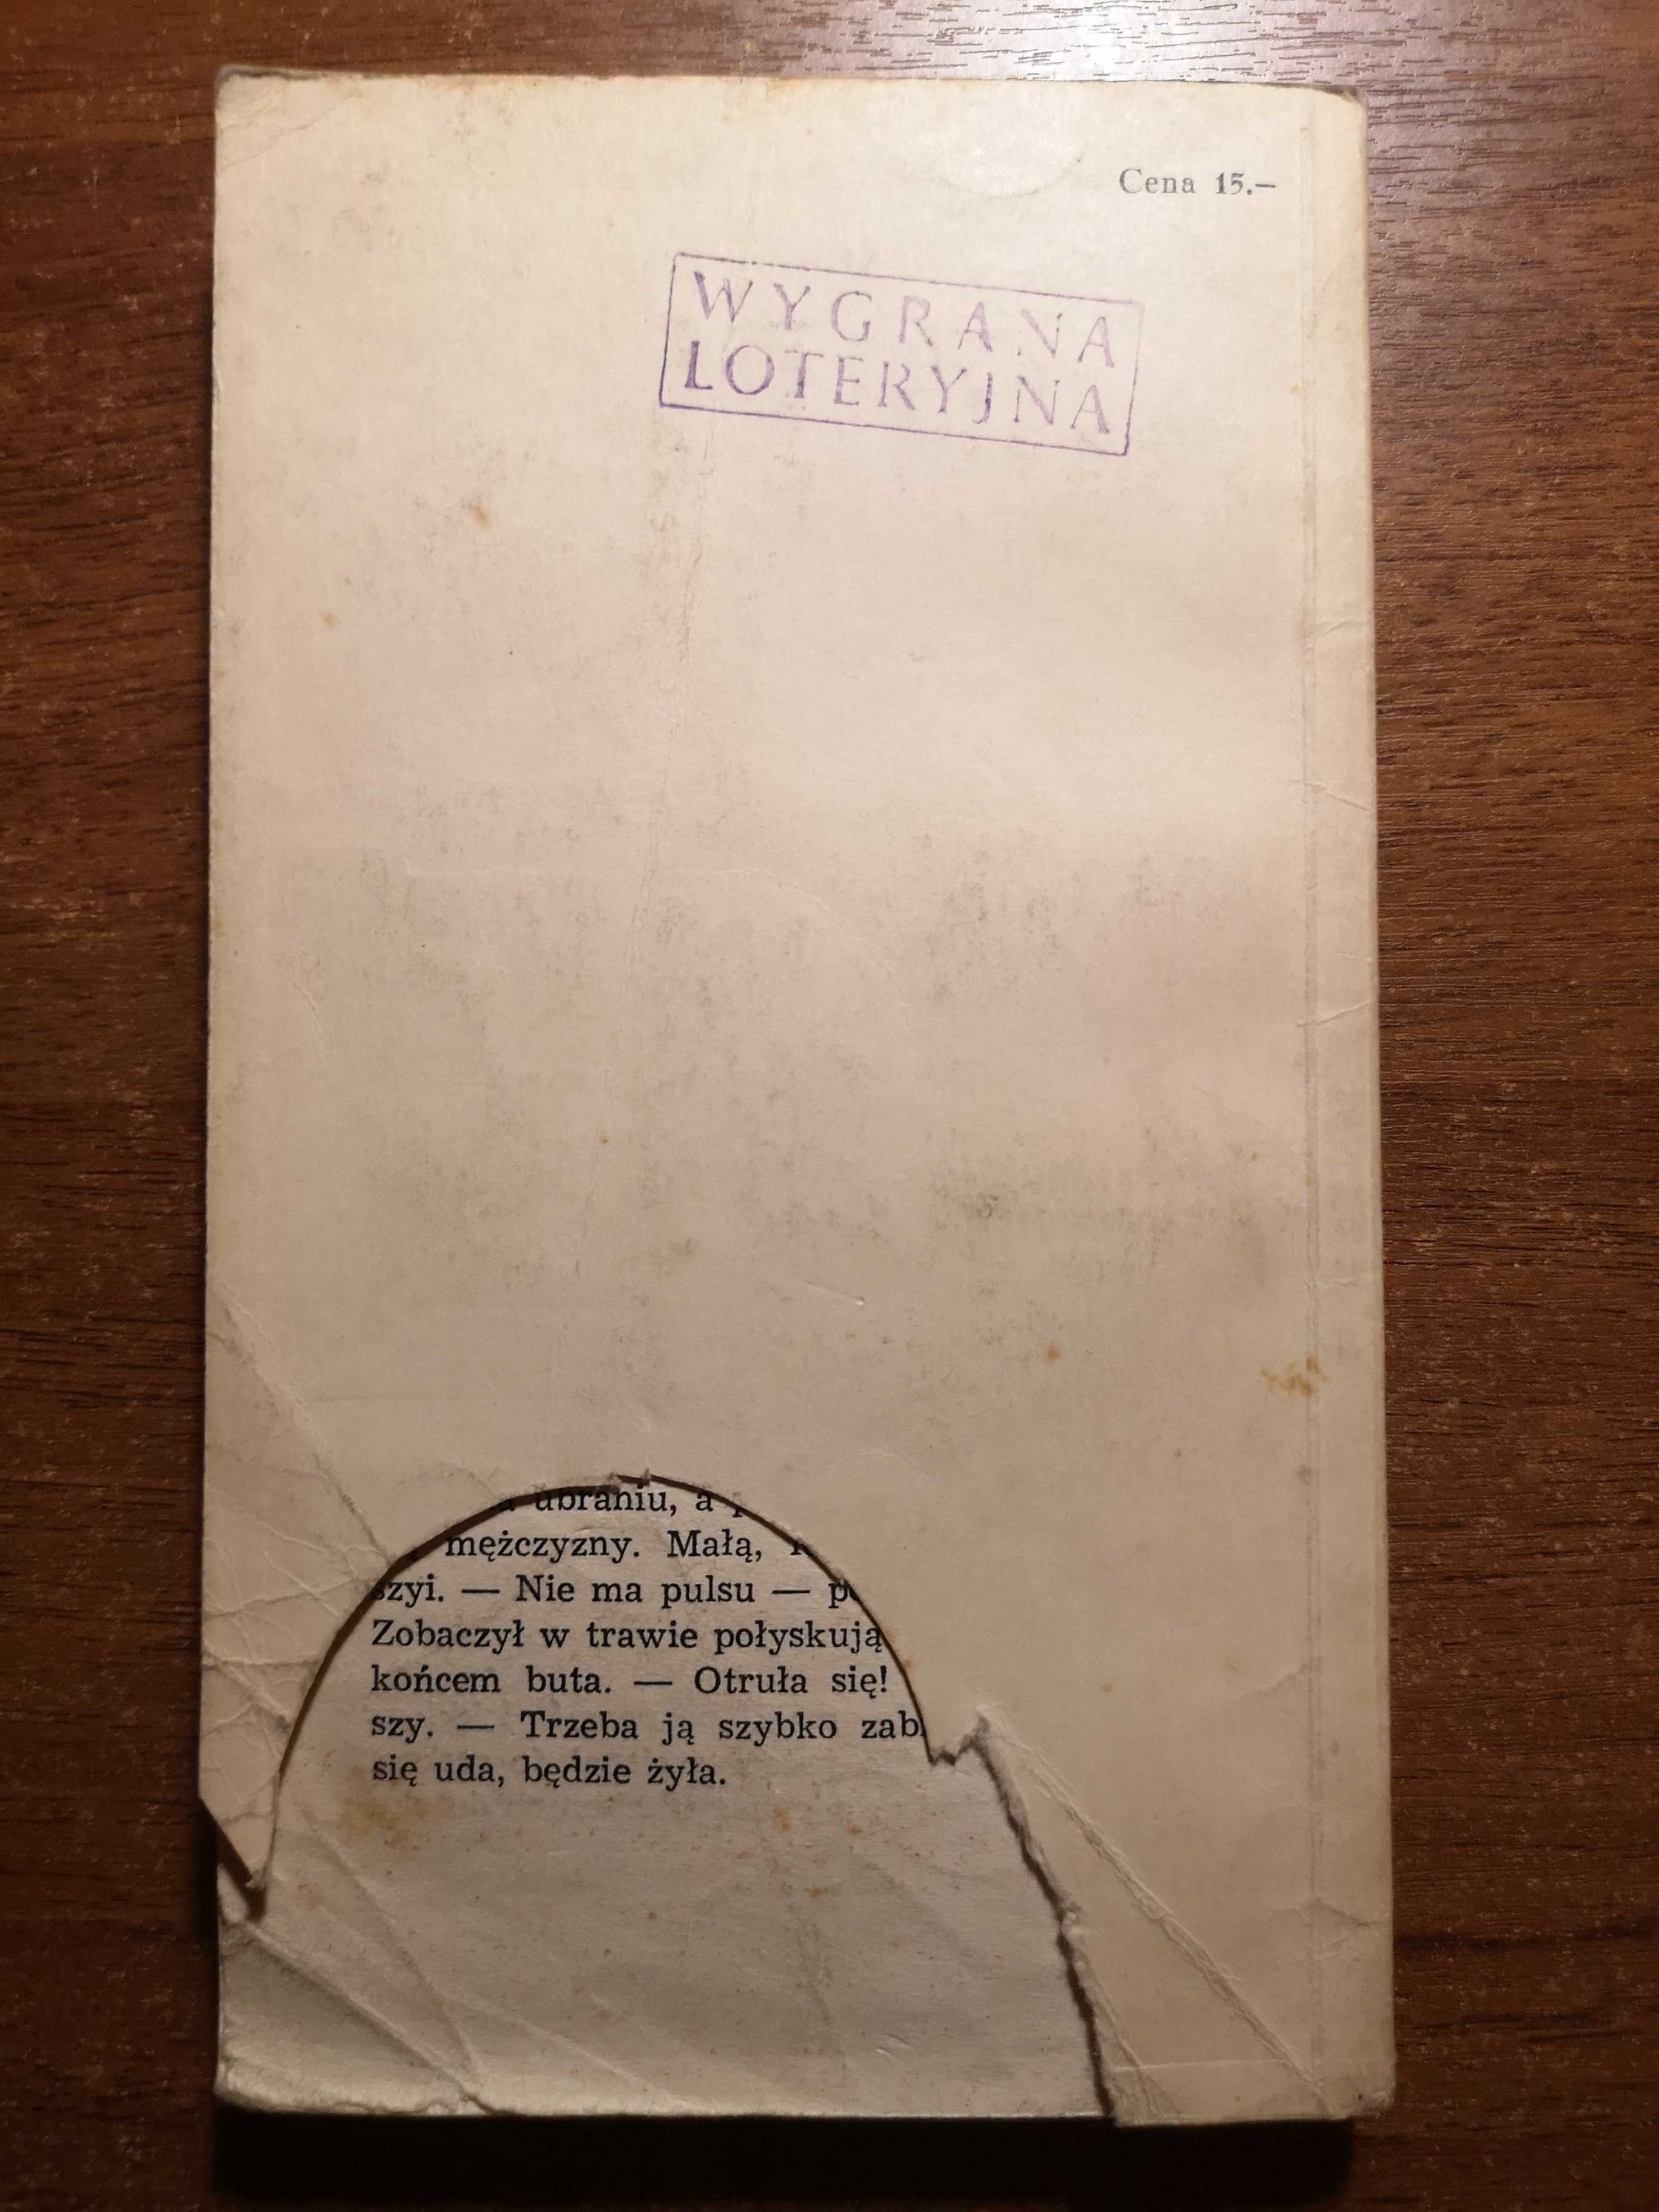 Cena 15.—
WYGRANA
LOTERYJNA
ubraniu, a
mężczyzny. Małą,
szyi. — Nie ma pulsu —
Zobaczył w trawie połyskują
końcem buta. — Otruła się!
szy. — Trzeba ją szybko zab
się uda, będzie żyła.